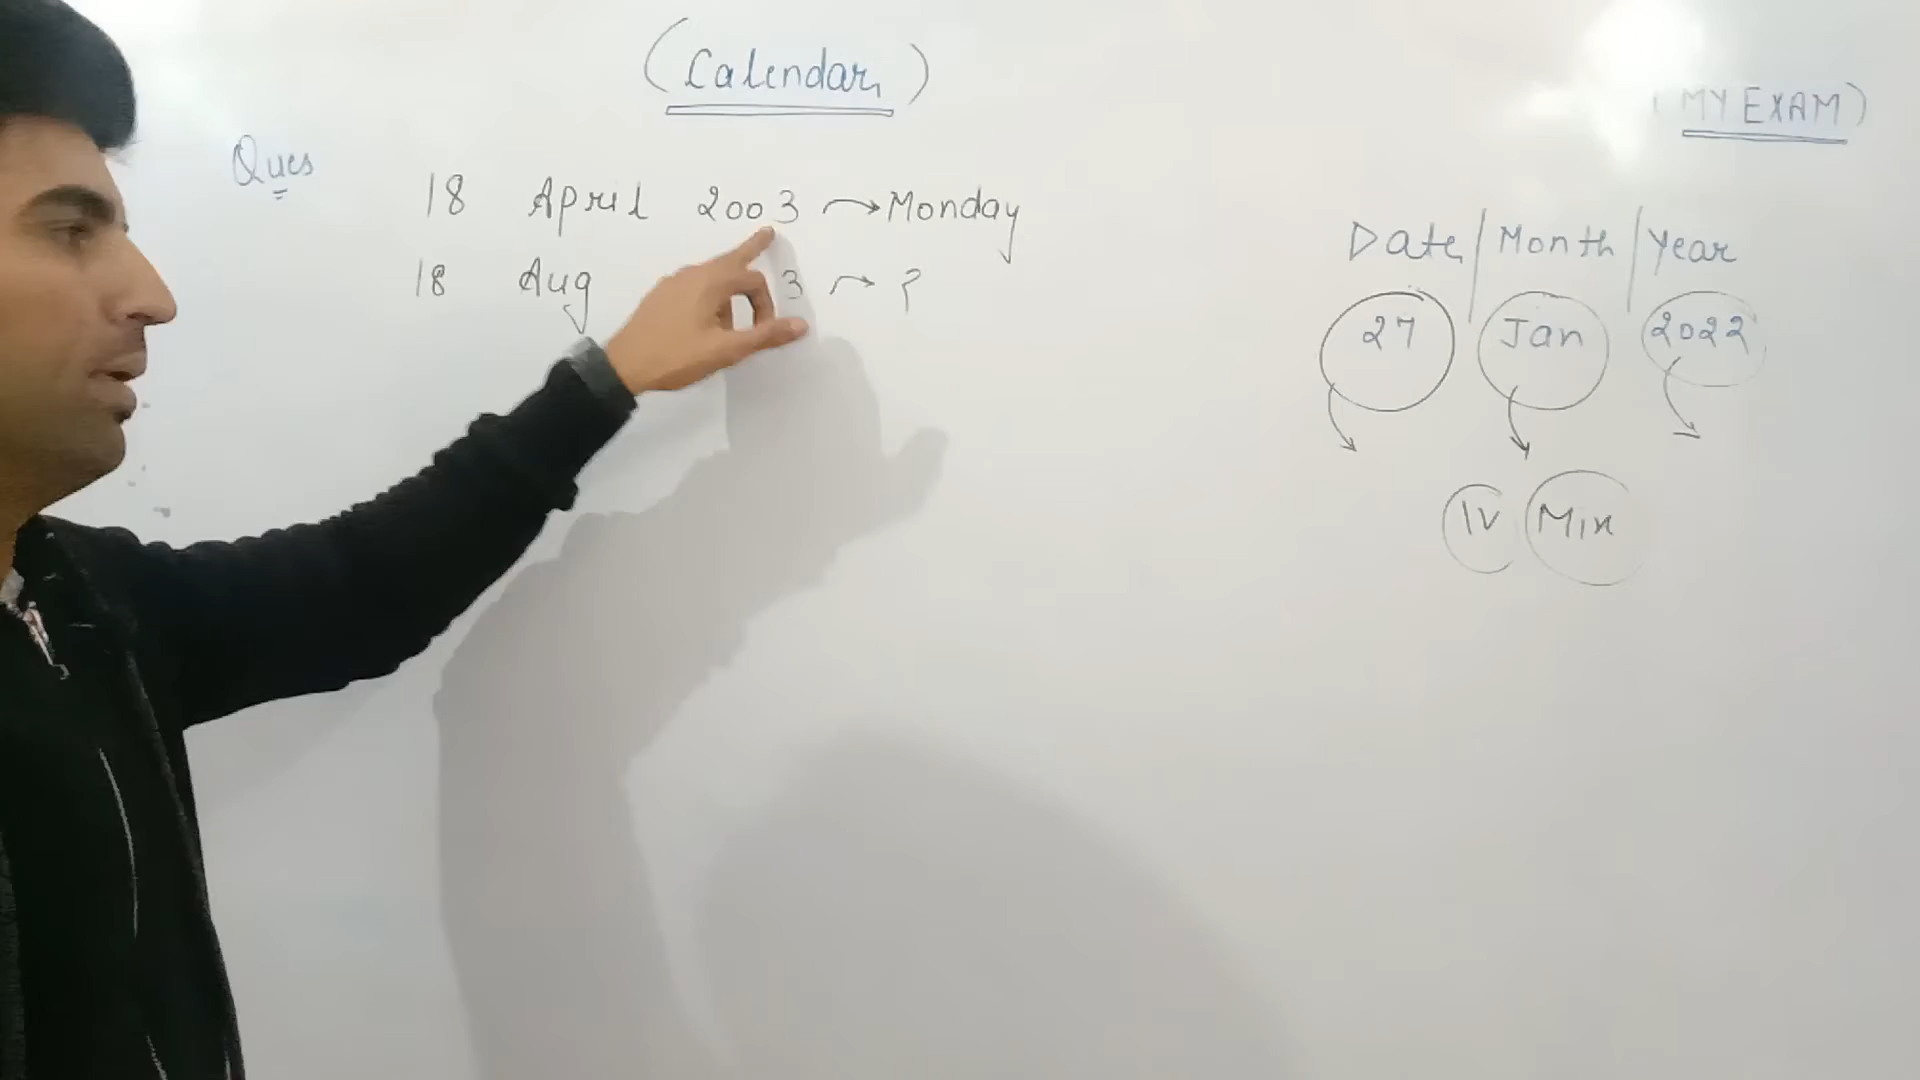 (Calendar)
(MY EXAM)
Ques
18 April 2003 → Monday
18 Aug 3 → ?
Date/Month/Year
27 Jan 2022
IV Mix